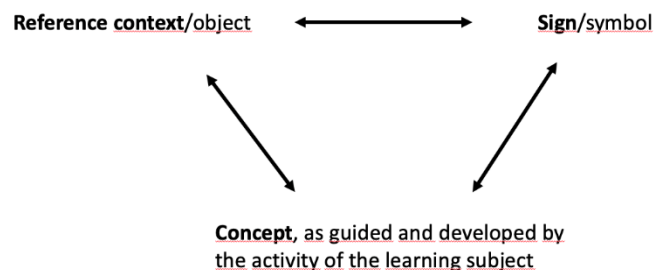 Reference context/object
Sign/symbol
Concept, as guided and developed by
the activity of the learning subject